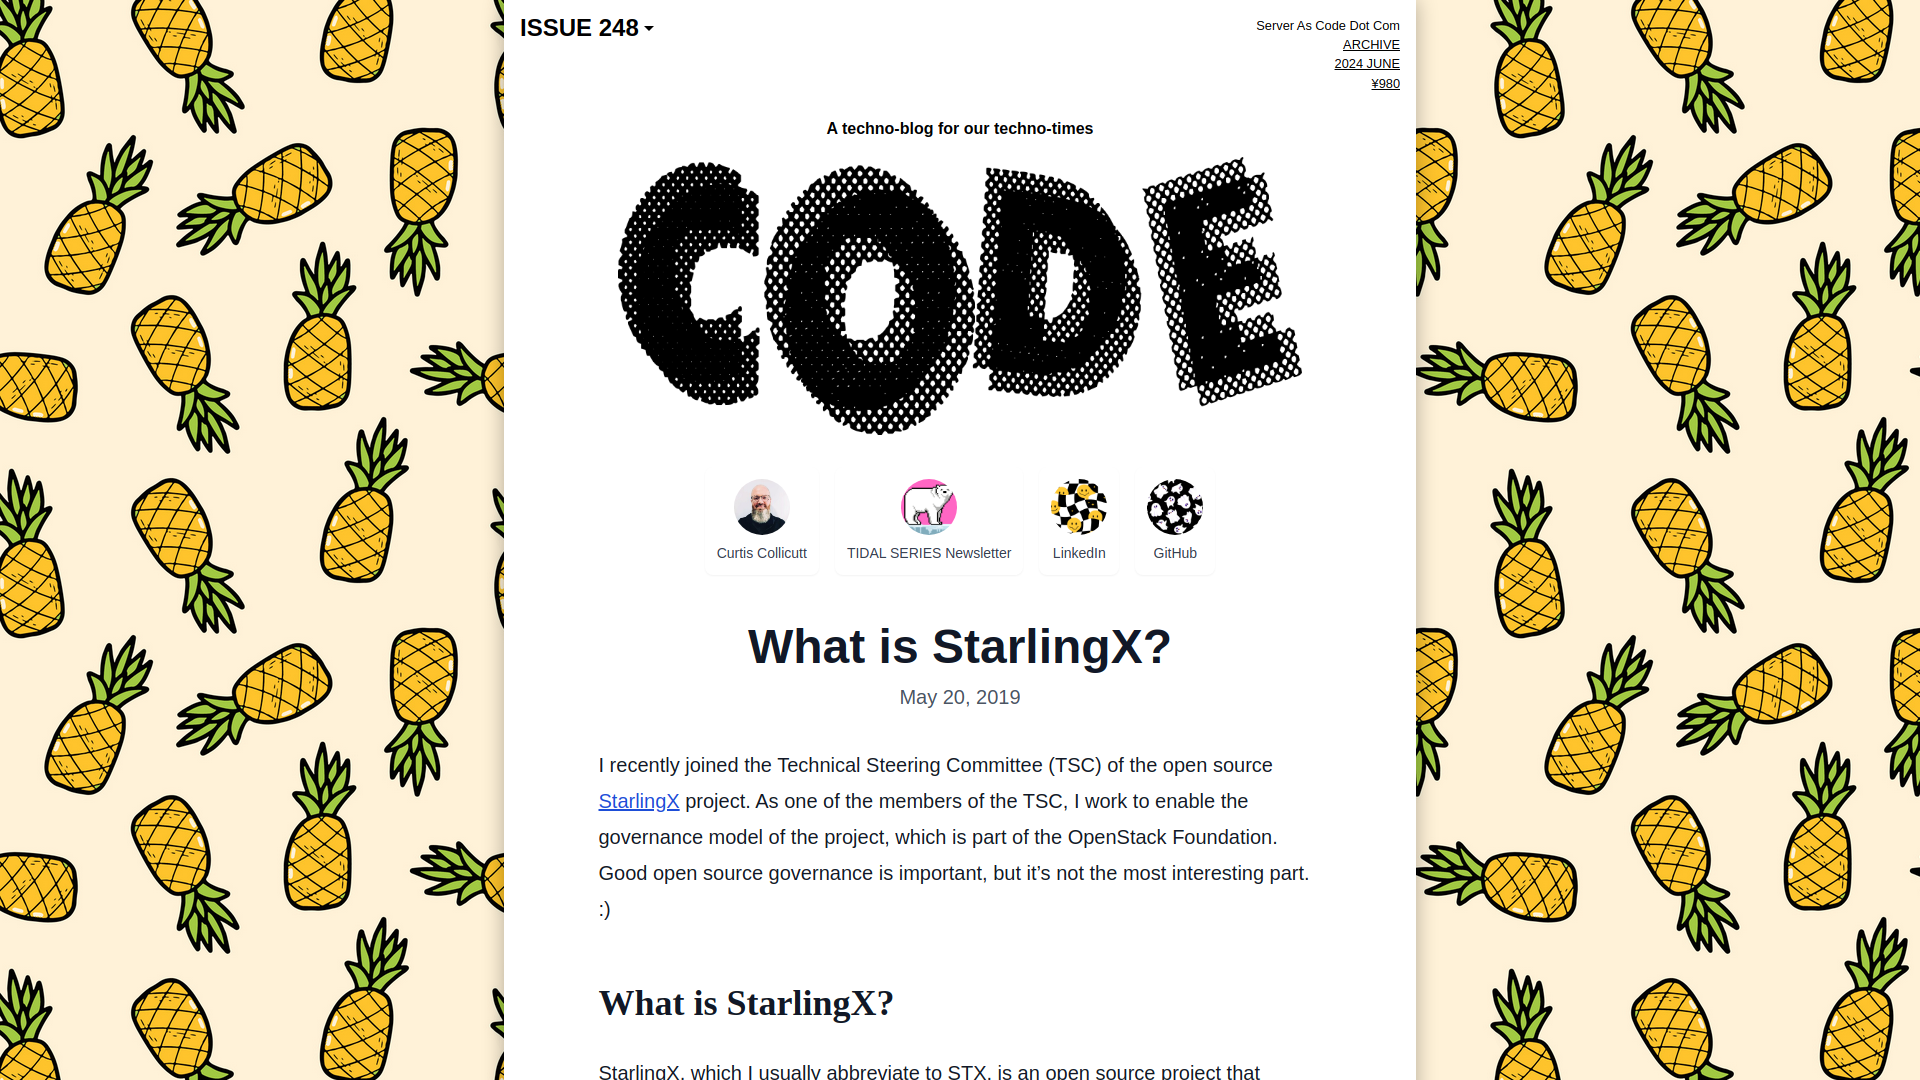 ISSUE 248
Server As Code Dot Com
ARCHIVE
2024 JUNE
¥980
A techno-blog for our techno-times
CODE
Curtis Collicutt
TIDAL SERIES Newsletter
LinkedIn
GitHub
What is StarlingX?
May 20, 2019
I recently joined the Technical Steering Committee (TSC) of the open source
StarlingX project. As one of the members of the TSC, I work to enable the
governance model of the project, which is part of the OpenStack Foundation.
Good open source governance is important, but it’s not the most interesting part.
:)
What is StarlingX?
StarlingX, which I usually abbreviate to STX, is an open source project that